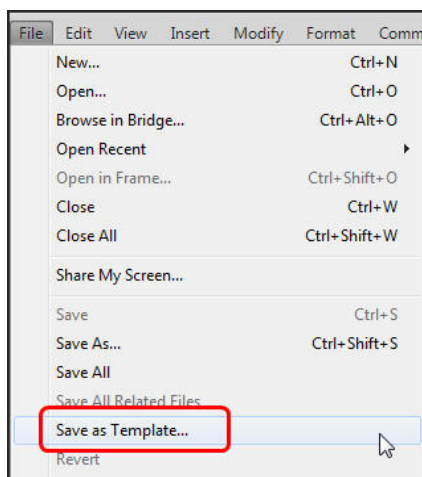 File Edit View Insert Modify Format Comm
New... Ctrl+N
Open... Ctrl+O
Browse in Bridge... Ctrl+Alt+O
Open Recent
Open in Frame... Ctrl+Shift+O
Close Ctrl+W
Close All Ctrl+Shift+W
Share My Screen...
Save Ctrl+S
Save As... Ctrl+Shift+S
Save All
Save All Related Files
Save as Template...
Revert